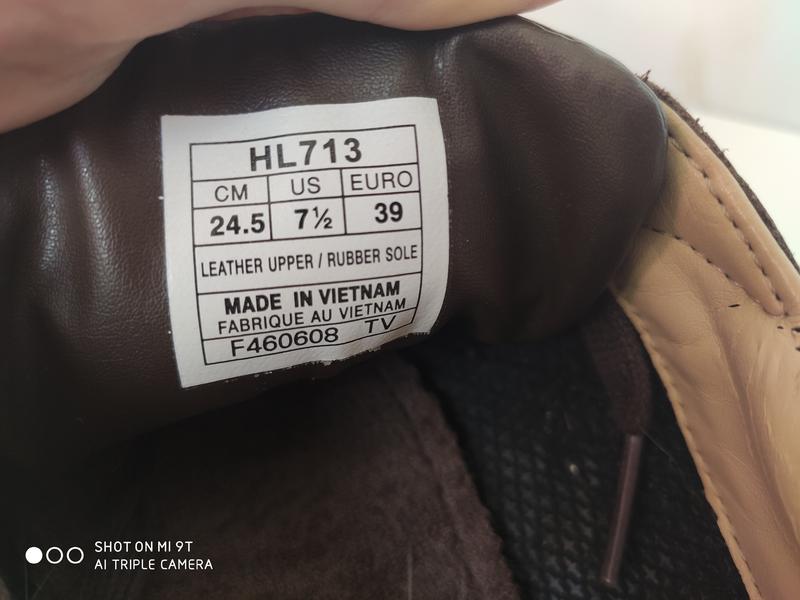 HL713
CM US EURO
24.5 7½ 39
LEATHER UPPER / RUBBER SOLE
MADE IN VIETNAM
FABRIQUE AU VIETNAM
F460608 TV
SHOT ON MI 9T
AI TRIPLE CAMERA